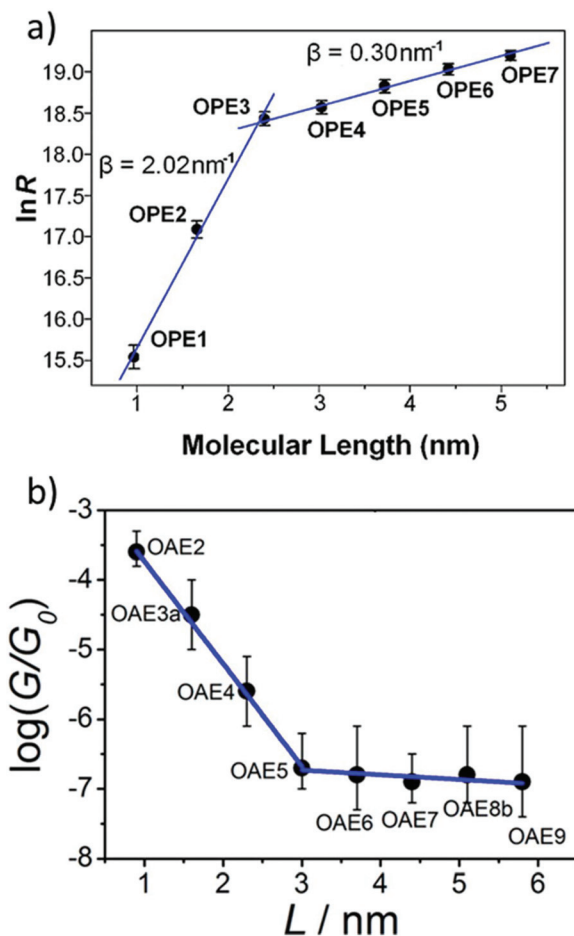 a)
19.0
18.5
18.0
17.5
17.0
16.5
16.0
15.5
ln R
β = 0.30nm⁻¹
OPE7
OPE6
OPE5
OPE4
OPE3
β = 2.02nm⁻¹
OPE2
OPE1
1 2 3 4 5
Molecular Length (nm)
b)
-3
-4
-5
-6
-7
-8
log(G/G₀)
OAE2
OAE3a
OAE4
OAE5
OAE6
OAE7
OAE8b
OAE9
1 2 3 4 5 6
L / nm